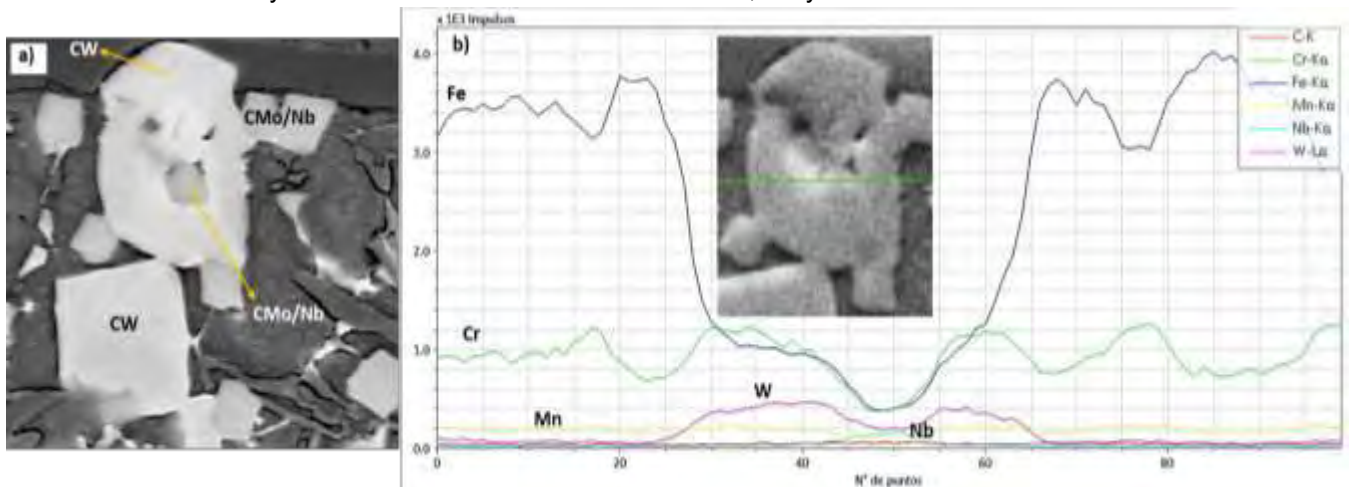 a)
CW
CMo/Nb
CMo/Nb
CW
x 1E3 Impulsos
b)
4.0
Fe
3.0
2.0
Cr
1.0
W
Mn
Nb
0.0
0
20
40
60
80
N° de puntos
C-K
Cr-Kα
Fe-Kα
Mn-Kα
Nb-Kα
W-Lα